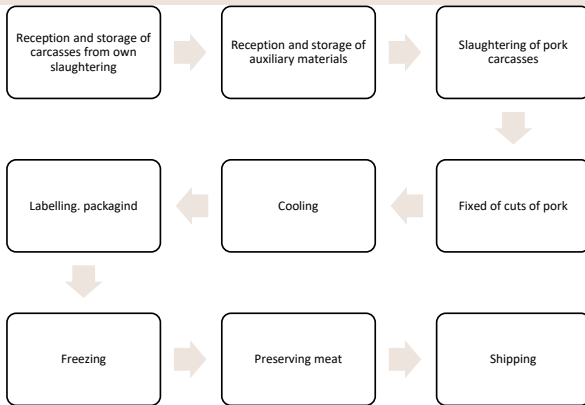 Reception and storage of
carcasses from own
slaughtering
Reception and storage of
auxiliary materials
Slaughtering of pork
carcasses
Fixed of cuts of pork
Cooling
Labelling. packagind
Freezing
Preserving meat
Shipping